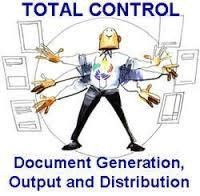 TOTAL CONTROL
Document Generation,
Output and Distribution